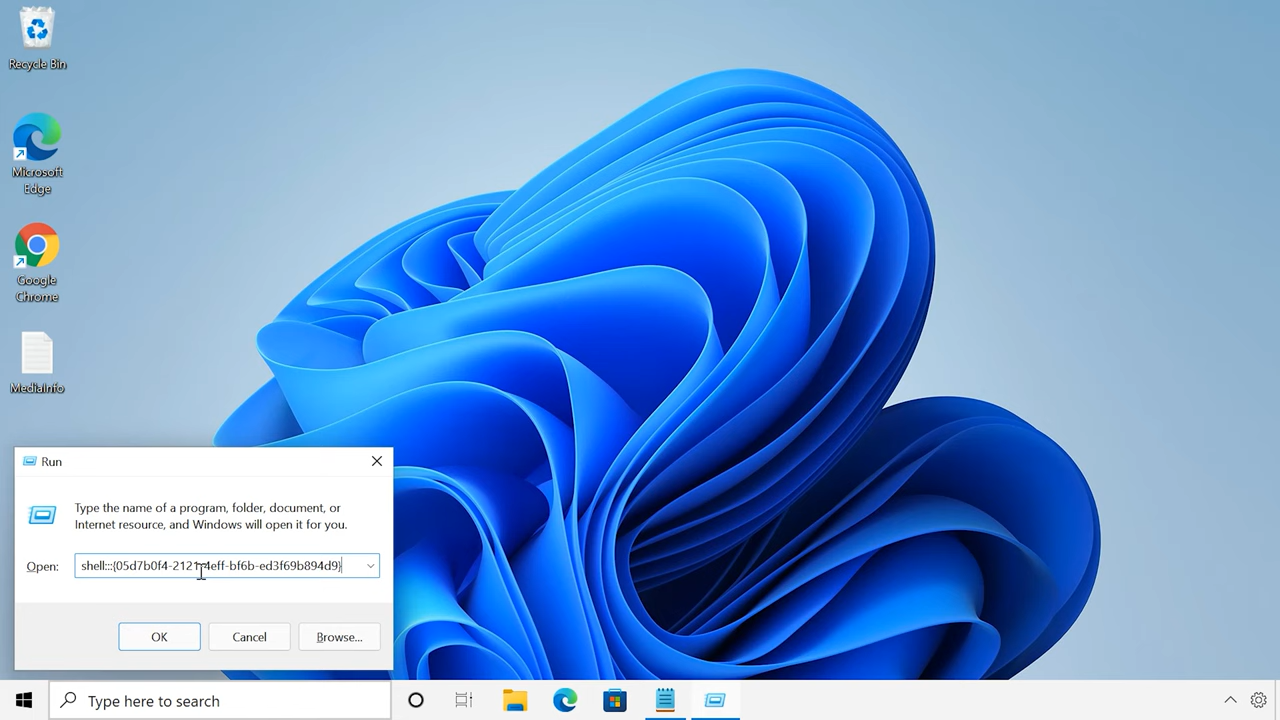 Recycle Bin
Microsoft
Edge
Google
Chrome
MediaInfo
Run
Type the name of a program, folder, document, or
Internet resource, and Windows will open it for you.
Open:
shell:::{05d7b0f4-2121-4eff-bf6b-ed3f69b894d9}
OK
Cancel
Browse...
Type here to search